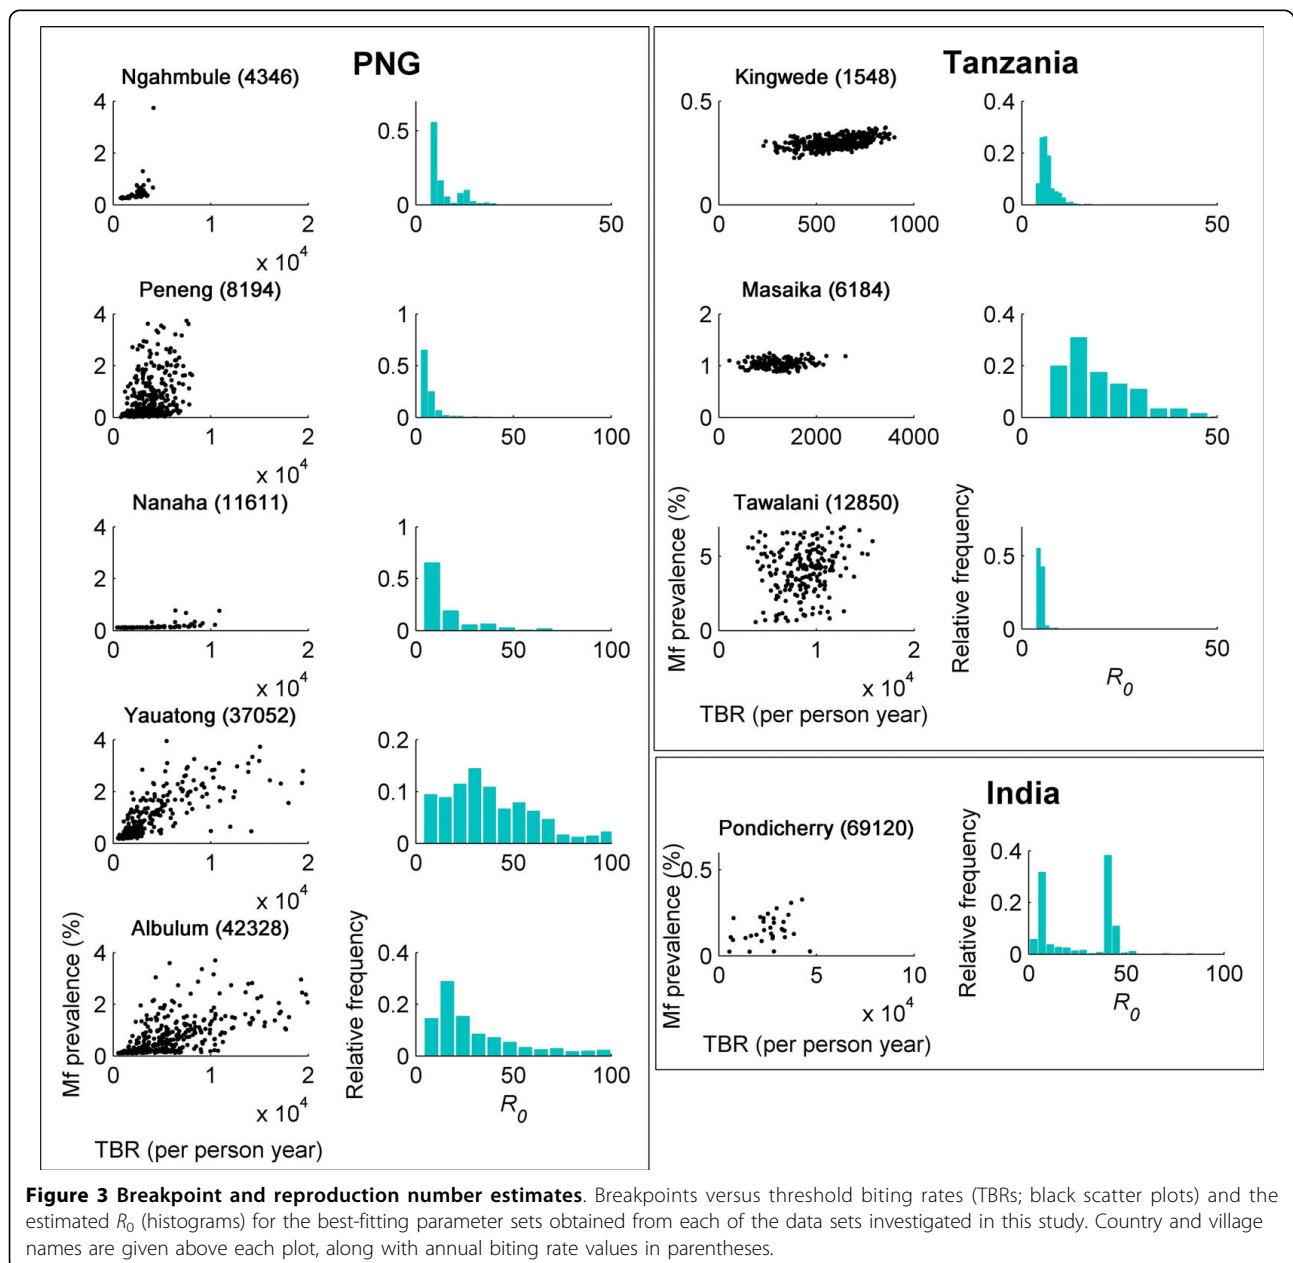 PNG
Ngahmbule (4346)
4
2
0
0 1 2
x 10^4
0.5
0
0 50
Peneng (8194)
4
2
0
0 1 2
x 10^4
1
0.5
0
0 50 100
Nanaha (11611)
4
2
0
0 1 2
x 10^4
1
0.5
0
0 50 100
Yauatong (37052)
4
2
0
0 1 2
x 10^4
0.2
0.1
0
0 50 100
Albulum (42328)
Mf prevalence (%)
4
2
0
0 1 2
x 10^4
TBR (per person year)
Relative frequency
0.4
0.2
0
0 50 100
R_0
Tanzania
Kingwede (1548)
0.5
0
0 500 1000
0.4
0.2
0
0 50
Masaika (6184)
2
1
0
0 2000 4000
0.4
0.2
0
0 50
Tawalani (12850)
Mf prevalence (%)
5
0
0 1 2
x 10^4
TBR (per person year)
Relative frequency
0.5
0
0 50
R_0
India
Pondicherry (69120)
Mf prevalence (%)
0.5
0
0 5 10
x 10^4
TBR (per person year)
Relative frequency
0.4
0.2
0
0 50 100
R_0
Figure 3 Breakpoint and reproduction number estimates. Breakpoints versus threshold biting rates (TBRs; black scatter plots) and the
estimated R_0 (histograms) for the best-fitting parameter sets obtained from each of the data sets investigated in this study. Country and village
names are given above each plot, along with annual biting rate values in parentheses.